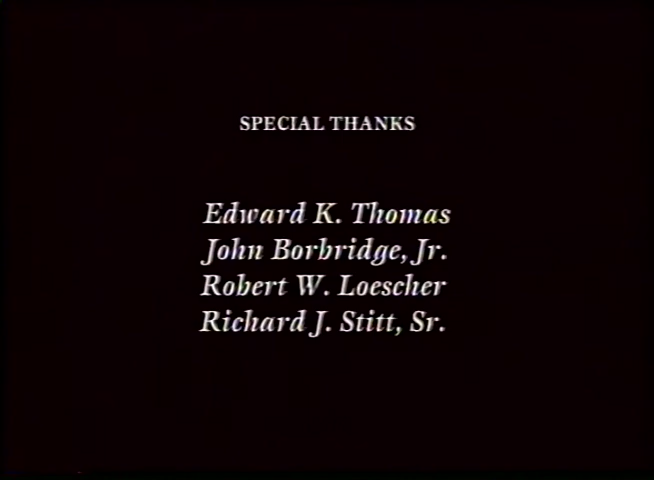 SPECIAL THANKS
Edward K. Thomas
John Borbridge, Jr.
Robert W. Loescher
Richard J. Stitt, Sr.